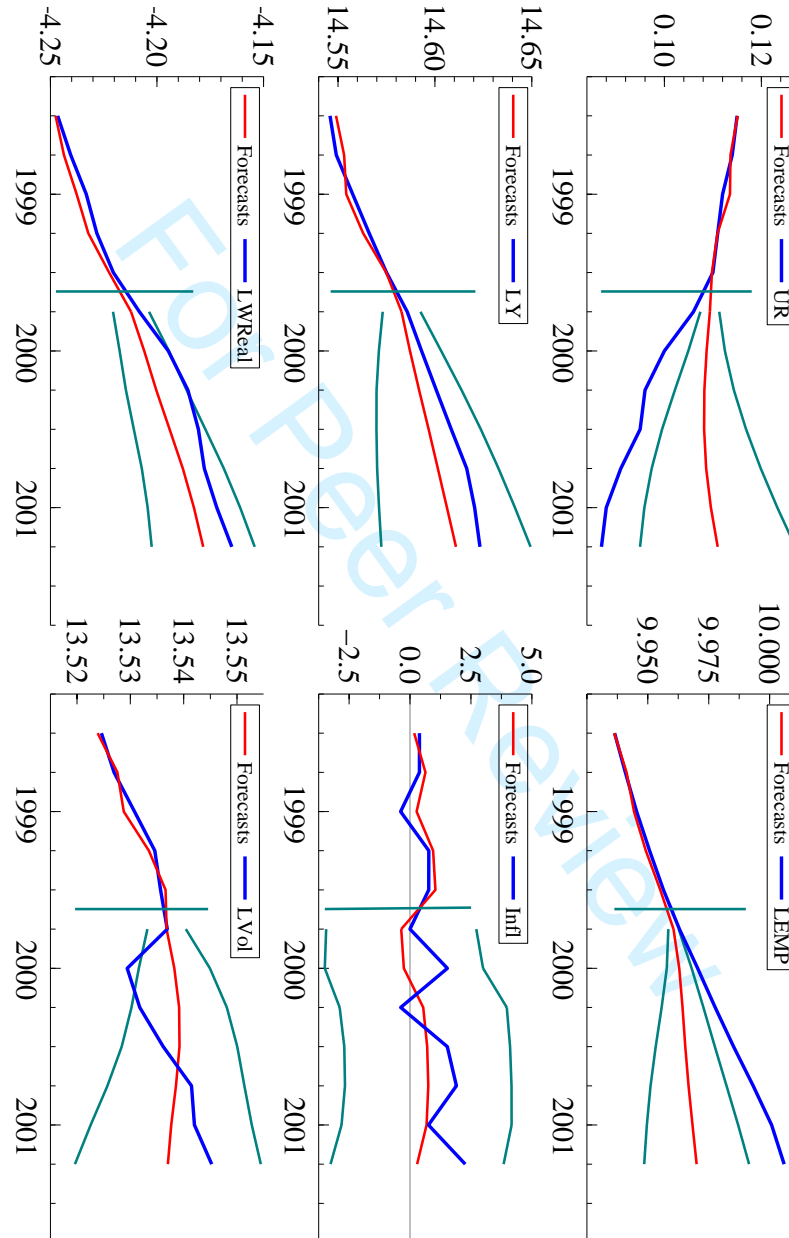 Forecasts UR
0.12
0.10
1999 2000 2001
Forecasts LEMP
10.000
9.975
9.950
1999 2000 2001
Forecasts LY
14.65
14.60
14.55
1999 2000 2001
Forecasts Infl
5.0
2.5
0.0
−2.5
1999 2000 2001
Forecasts LWReal
-4.15
-4.20
-4.25
1999 2000 2001
Forecasts LVol
13.55
13.54
13.53
13.52
1999 2000 2001
For Peer Review